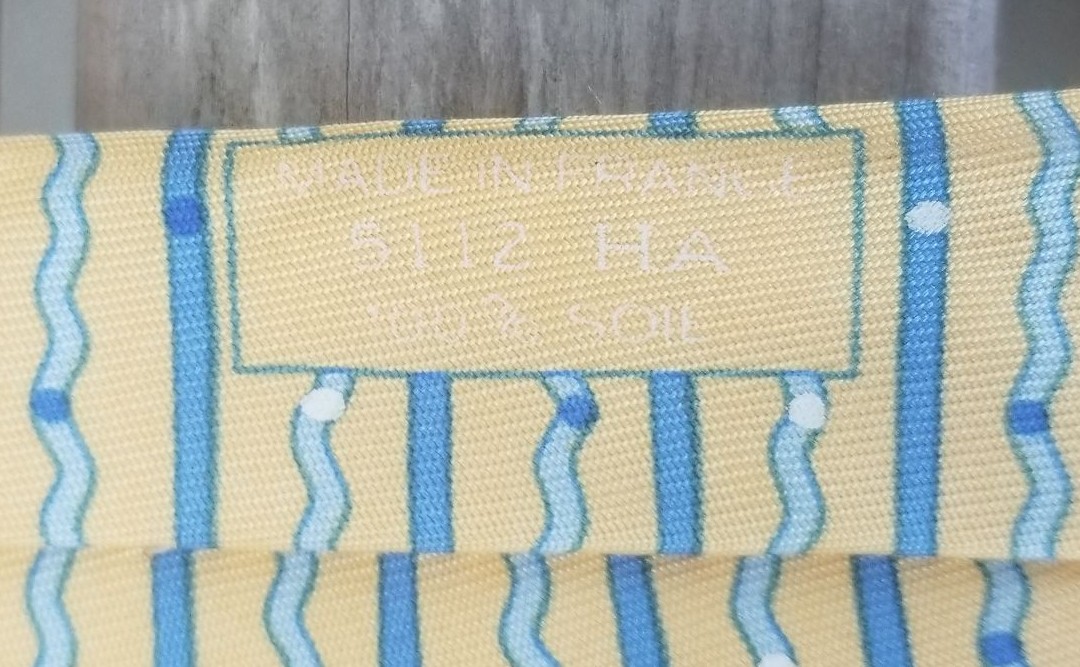 MADE IN FRANCE
5112 HA
100% SOIE